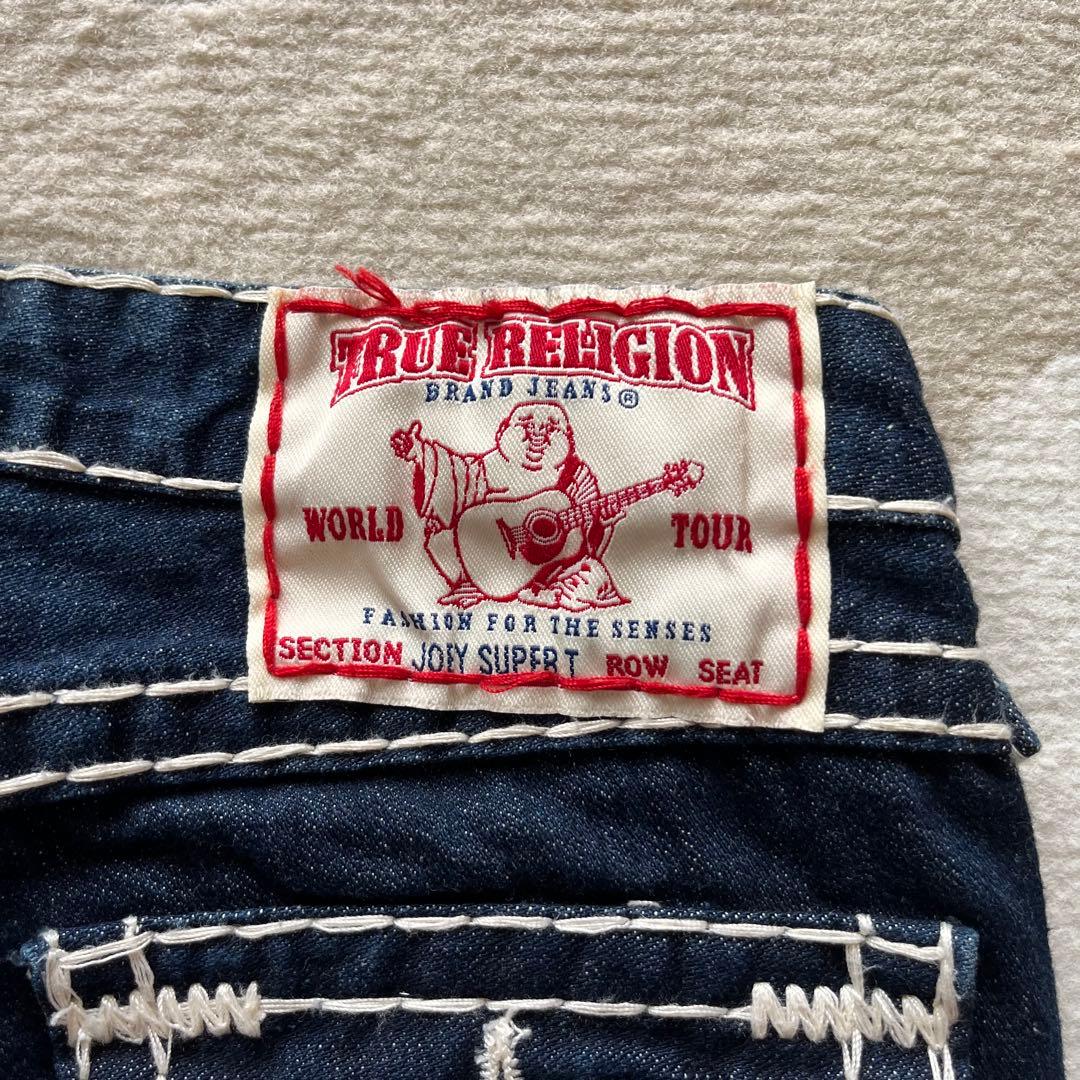 TRUE RELIGION
BRAND JEANS®
WORLD TOUR
FASHION FOR THE SENSES
SECTION JOEY SUPER T ROW SEAT